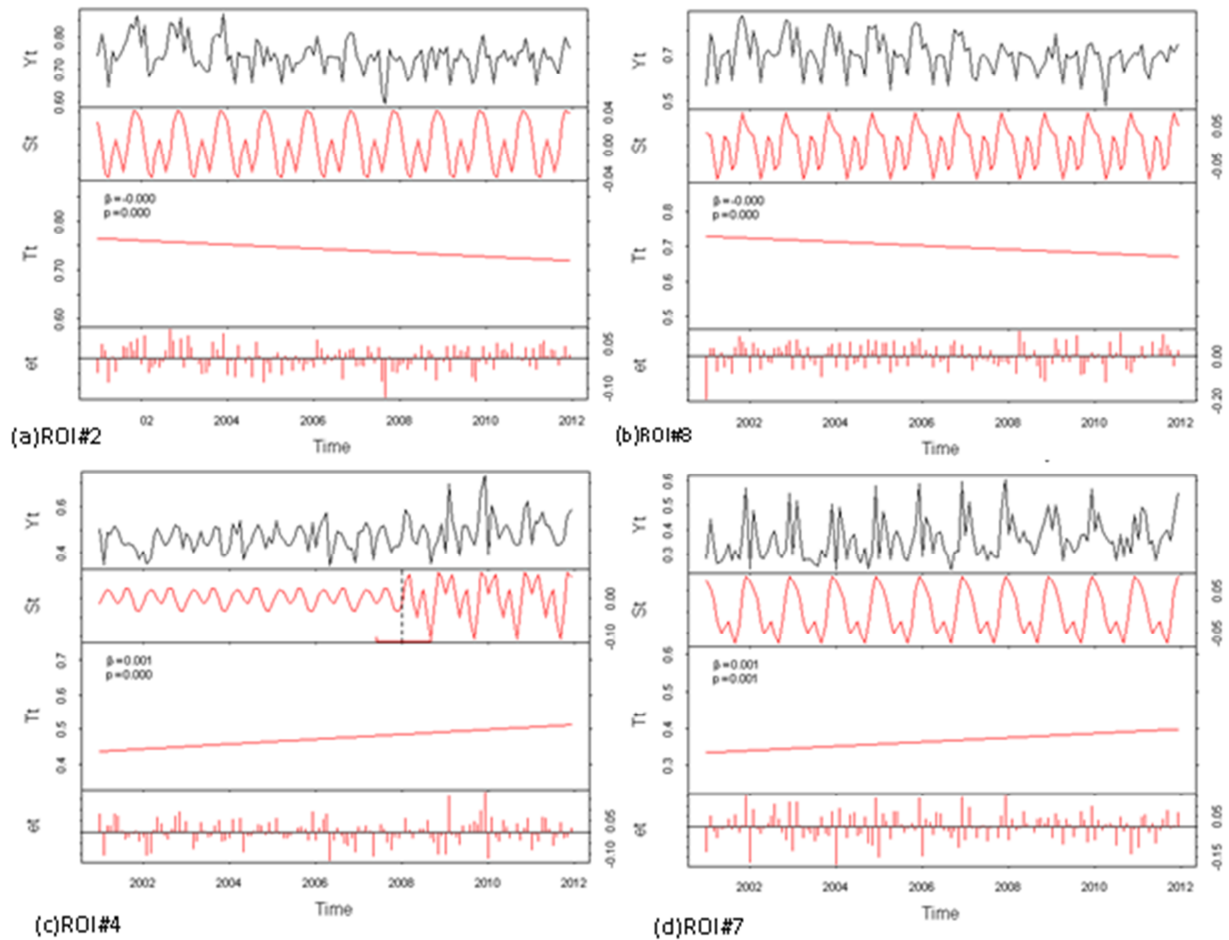 Yt
0.60 0.70 0.80
St
-0.04 0.00 0.04
β = -0.000
p = 0.000
Tt
0.60 0.70 0.80
et
-0.10 0.05
02 2004 2006 2008 2010 2012
Time
(a)ROI#2
Yt
0.5 0.7
St
-0.05 0.05
β = -0.000
p = 0.000
Tt
0.5 0.6 0.7 0.8
et
-0.20 0.00
2002 2004 2006 2008 2010 2012
Time
(b)ROI#8
Yt
0.4 0.6
St
-0.10 0.00
β = 0.001
p = 0.000
Tt
0.4 0.5 0.6 0.7
et
-0.10 0.05
2002 2004 2006 2008 2010 2012
Time
(c)ROI#4
Yt
0.3 0.4 0.5 0.6
St
-0.05 0.05
β = 0.001
p = 0.001
Tt
0.3 0.4 0.5 0.6
et
-0.15 0.05
2002 2004 2006 2008 2010 2012
Time
(d)ROI#7